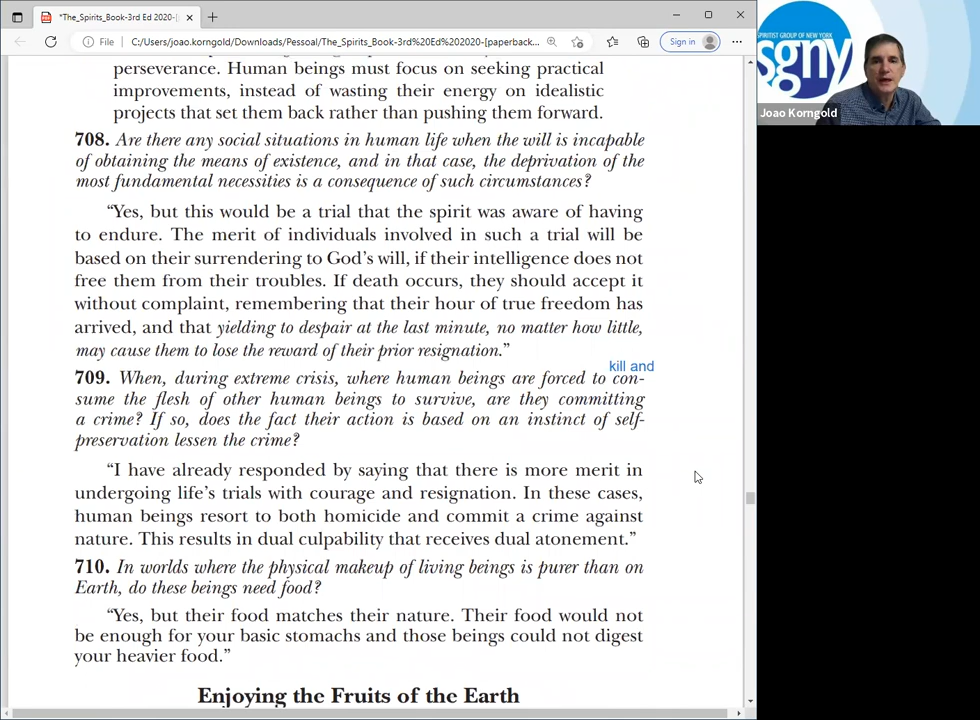 *The_Spirits_Book-3rd Ed 2020-[
Sign in
File
C:/Users/joao.korngold/Downloads/Pessoal/The_Spirits_Book-3rd%20Ed%202020-[paperback...
SPIRITIST GROUP OF NEW YORK
sgny
Joao Korngold
perseverance. Human beings must focus on seeking practical
improvements, instead of wasting their energy on idealistic
projects that set them back rather than pushing them forward.
708. Are there any social situations in human life when the will is incapable
of obtaining the means of existence, and in that case, the deprivation of the
most fundamental necessities is a consequence of such circumstances?
“Yes, but this would be a trial that the spirit was aware of having
to endure. The merit of individuals involved in such a trial will be
based on their surrendering to God’s will, if their intelligence does not
free them from their troubles. If death occurs, they should accept it
without complaint, remembering that their hour of true freedom has
arrived, and that yielding to despair at the last minute, no matter how little,
may cause them to lose the reward of their prior resignation.”
kill and
709. When, during extreme crisis, where human beings are forced to con-
sume the flesh of other human beings to survive, are they committing
a crime? If so, does the fact their action is based on an instinct of self-
preservation lessen the crime?
“I have already responded by saying that there is more merit in
undergoing life’s trials with courage and resignation. In these cases,
human beings resort to both homicide and commit a crime against
nature. This results in dual culpability that receives dual atonement.”
710. In worlds where the physical makeup of living beings is purer than on
Earth, do these beings need food?
“Yes, but their food matches their nature. Their food would not
be enough for your basic stomachs and those beings could not digest
your heavier food.”
Enjoying the Fruits of the Earth